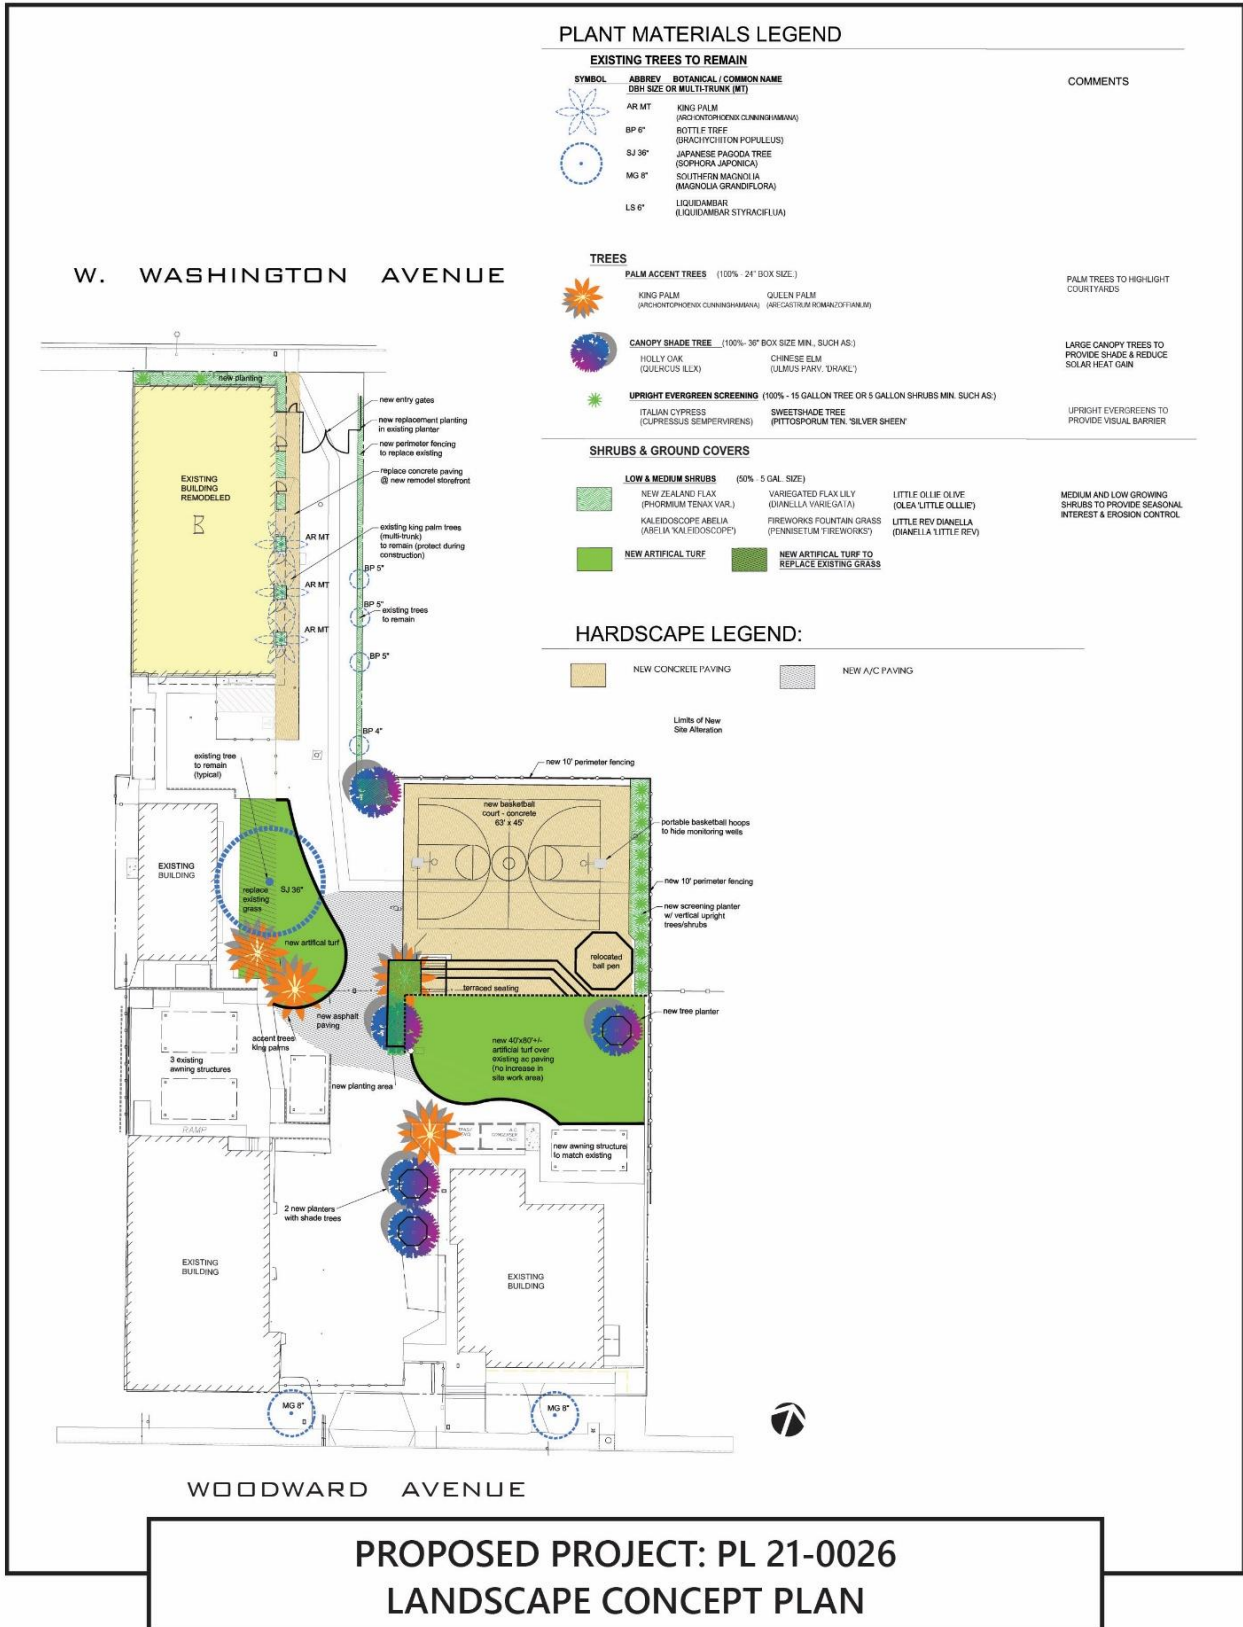 PLANT MATERIALS LEGEND
EXISTING TREES TO REMAIN
SYMBOL ABBREV BOTANICAL / COMMON NAME COMMENTS
DBH SIZE OR MULTI-TRUNK (MT)
AR MT KING PALM
(ARCHONTOPHOENIX CUNNINGHAMIANA)
BP 6" BOTTLE TREE
(BRACHYCHITON POPULEUS)
SJ 36" JAPANESE PAGODA TREE
(SOPHORA JAPONICA)
MG 8" SOUTHERN MAGNOLIA
(MAGNOLIA GRANDIFLORA)
LS 6" LIQUIDAMBAR
(LIQUIDAMBAR STYRACIFLUA)
TREES
PALM ACCENT TREES (100% - 24" BOX SIZE.)
KING PALM QUEEN PALM
(ARCHONTOPHOENIX CUNNINGHAMIANA) (ARECASTRUM ROMANZOFFIANUM)
PALM TREES TO HIGHLIGHT
COURTYARDS
CANOPY SHADE TREE (100%- 36" BOX SIZE MIN., SUCH AS:)
HOLLY OAK CHINESE ELM
(QUERCUS ILEX) (ULMUS PARV. 'DRAKE')
LARGE CANOPY TREES TO
PROVIDE SHADE & REDUCE
SOLAR HEAT GAIN
UPRIGHT EVERGREEN SCREENING (100% - 15 GALLON TREE OR 5 GALLON SHRUBS MIN. SUCH AS:)
ITALIAN CYPRESS SWEETSHADE TREE
(CUPRESSUS SEMPERVIRENS) (PITTOSPORUM TEN. 'SILVER SHEEN'
UPRIGHT EVERGREENS TO
PROVIDE VISUAL BARRIER
SHRUBS & GROUND COVERS
LOW & MEDIUM SHRUBS (50% - 5 GAL. SIZE)
NEW ZEALAND FLAX VARIEGATED FLAX LILY LITTLE OLLIE OLIVE
(PHORMIUM TENAX VAR.) (DIANELLA VARIEGATA) (OLEA 'LITTLE OLLLIE')
KALEIDOSCOPE ABELIA FIREWORKS FOUNTAIN GRASS LITTLE REV DIANELLA
(ABELIA 'KALEIDOSCOPE') (PENNISETUM 'FIREWORKS') (DIANELLA 'LITTLE REV)
MEDIUM AND LOW GROWING
SHRUBS TO PROVIDE SEASONAL
INTEREST & EROSION CONTROL
NEW ARTIFICAL TURF
NEW ARTIFICAL TURF TO
REPLACE EXISTING GRASS
HARDSCAPE LEGEND:
NEW CONCRETE PAVING NEW A/C PAVING
Limits of New
Site Alteration
W. WASHINGTON AVENUE
new planting
new entry gates
new replacement planting
in existing planter
new perimeter fencing
to replace existing
replace concrete paving
@ new remodel storefront
EXISTING
BUILDING
REMODELED
B
existing king palm trees
(multi-trunk)
to remain (protect during
construction)
AR MT
AR MT
AR MT
BP 5"
BP 5"
existing trees
to remain
BP 5"
BP 4"
existing tree
to remain
(typical)
new 10' perimeter fencing
new basketball
court - concrete
63' x 45'
portable basketball hoops
to hide monitoring wells
EXISTING
BUILDING
replace
existing
grass
SJ 36"
new 10' perimeter fencing
new screening planter
w/ vertical upright
trees/shrubs
new artifical turf
relocated
ball pen
terraced seating
new asphalt
paving
new tree planter
accent trees
king palms
3 existing
awning structures
new 40'x80'+/-
artificial turf over
existing ac paving
(no increase in
site work area)
new planting area
RAMP
new awning structure
to match existing
2 new planters
with shade trees
EXISTING
BUILDING
EXISTING
BUILDING
MG 8"
MG 8"
WOODWARD AVENUE
PROPOSED PROJECT: PL 21-0026
LANDSCAPE CONCEPT PLAN